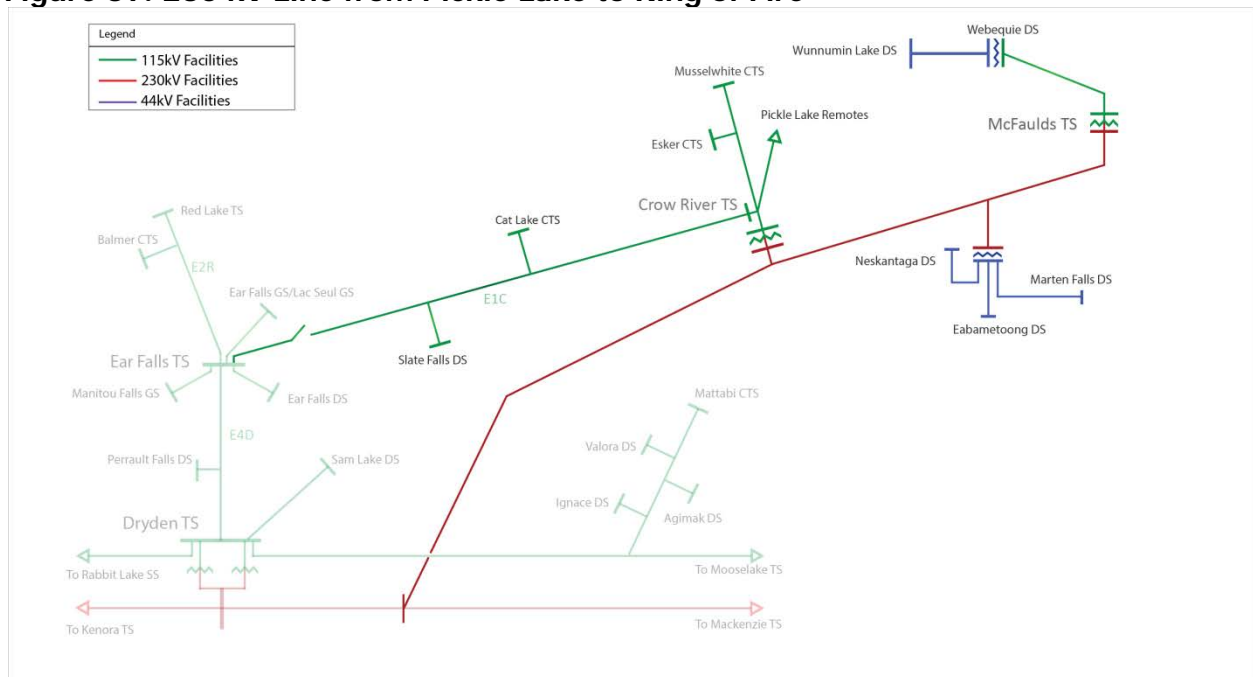 Line from Pickle Lake to Ring of Fire
Legend
115kV Facilities
230kV Facilities
44kV Facilities
Webequie DS
Wunnumin Lake DS
Musselwhite CTS
McFaulds TS
Pickle Lake Remotes
Esker CTS
Crow River TS
Red Lake TS
Cat Lake CTS
Balmer CTS
E2R
Neskantaga DS
Marten Falls DS
Ear Falls GS/Lac Seul GS
E1C
Eabametoong DS
Ear Falls TS
Slate Falls DS
Manitou Falls GS
Ear Falls DS
Mattabi CTS
E4D
Valora DS
Perrault Falls DS
Sam Lake DS
Ignace DS
Agimak DS
Dryden TS
To Rabbit Lake SS
To Mooselake TS
To Kenora TS
To Mackenzie TS